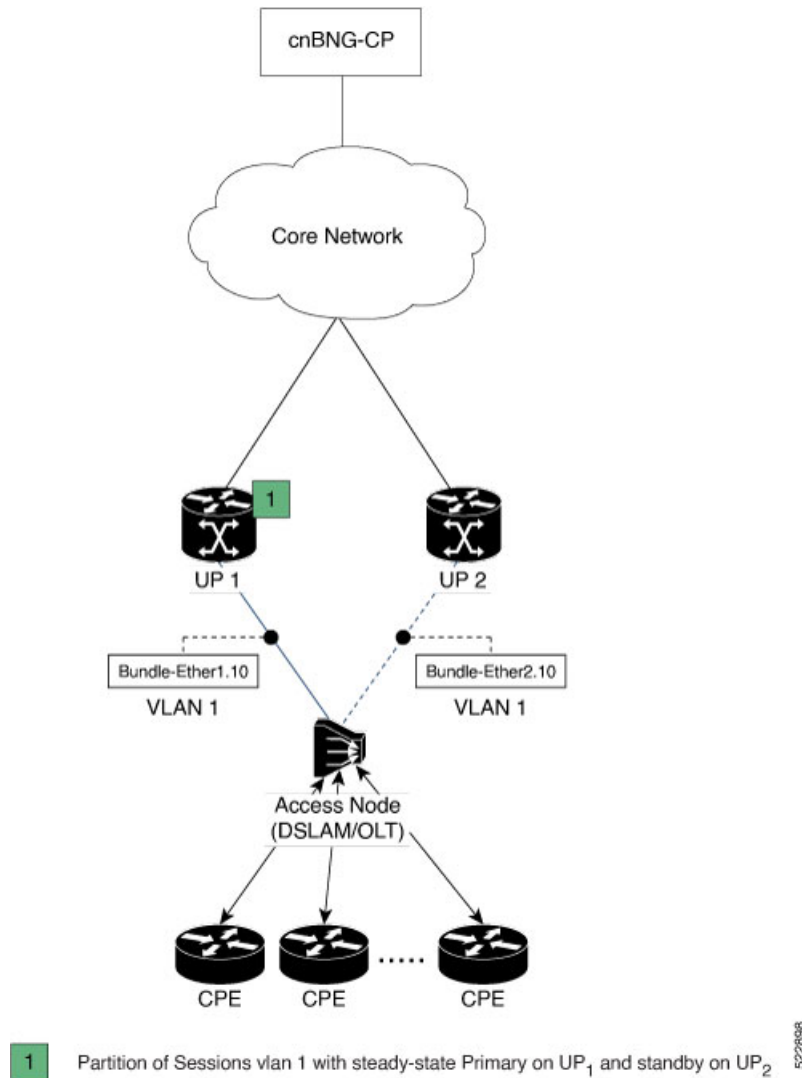 cnBNG-CP
Core Network
1
UP 1
UP 2
Bundle-Ether1.10
Bundle-Ether2.10
VLAN 1
VLAN 1
Access Node
(DSLAM/OLT)
CPE
CPE
CPE
1 Partition of Sessions vlan 1 with steady-state Primary on UP1 and standby on UP2
522898